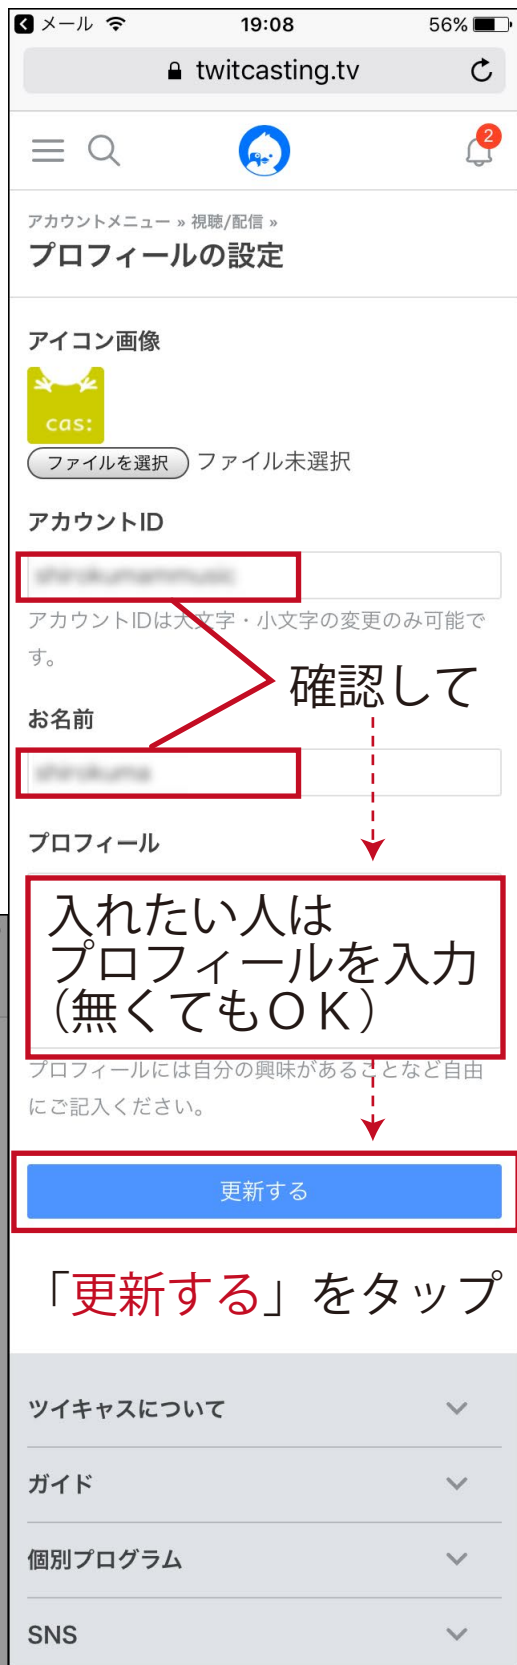 メール
19:08
56%
twitcasting.tv
2
アカウントメニュー » 視聴/配信 »
プロフィールの設定
アイコン画像
cas:
ファイルを選択 ファイル未選択
アカウントID
アカウントIDは大文字・小文字の変更のみ可能で
す。
確認して
お名前
プロフィール
入れたい人は
プロフィールを入力
(無くてもＯＫ)
プロフィールには自分の興味があることなど自由
にご記入ください。
更新する
「更新する」をタップ
ツイキャスについて
ガイド
個別プログラム
SNS